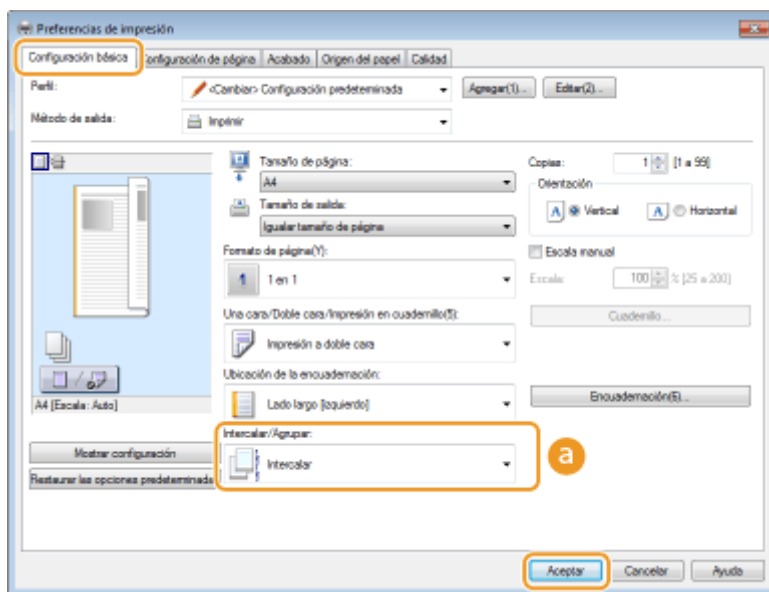 Preferencias de impresión
Configuración básica Configuración de página Acabado Origen del papel Calidad
Perfil: <Cambiar> Configuración predeterminada Agregar(1)... Editar(2)...
Método de salida: Imprimir
Tamaño de página: Copias: 1 [1 a 99]
A4 Orientación
Tamaño de salida: A Vertical A Horizontal
Igualar tamaño de página
Formato de página(Y): Escala manual
1 1 en 1 Escala: 100 % [25 a 200]
Una cara/Doble cara/Impresión en cuadernillo(5): Cuadernillo...
Impresión a doble cara
Ubicación de la encuadernación:
A4 [Escala: Auto] Lado largo [Izquierdo] Encuadernación(6)...
Intercalar/Agrupar:
Mostrar configuración Intercalar a
Restaurar las opciones predeterminada
Aceptar Cancelar Ayuda